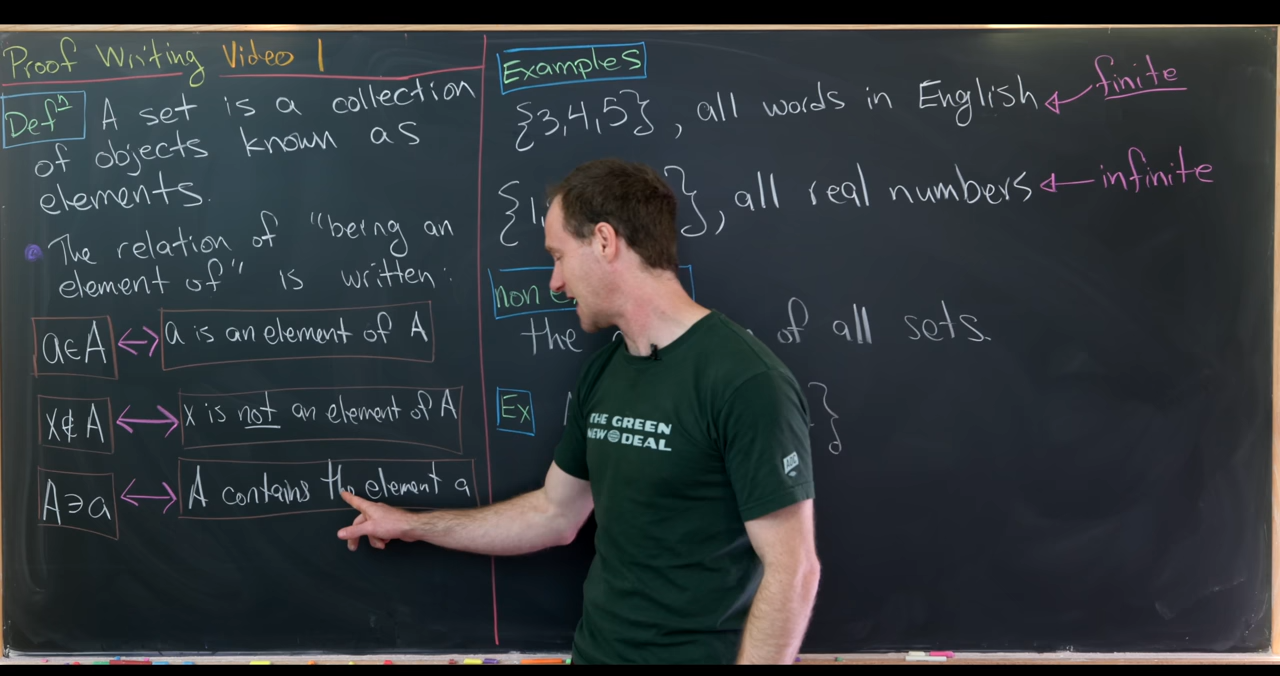 Proof Writing Video 1
Defⁿ A set is a collection
of objects known as
elements.
The relation of "being an
element of" is written:
a∈A ↔ a is an element of A
x∉A ↔ x is not an element of A
A∋a ↔ A contains the element a
Examples
{3,4,5}, all words in English ← finite
{1, }, all real numbers ← infinite
non
the of all sets.
Ex }
THE GREEN
NEW DEAL